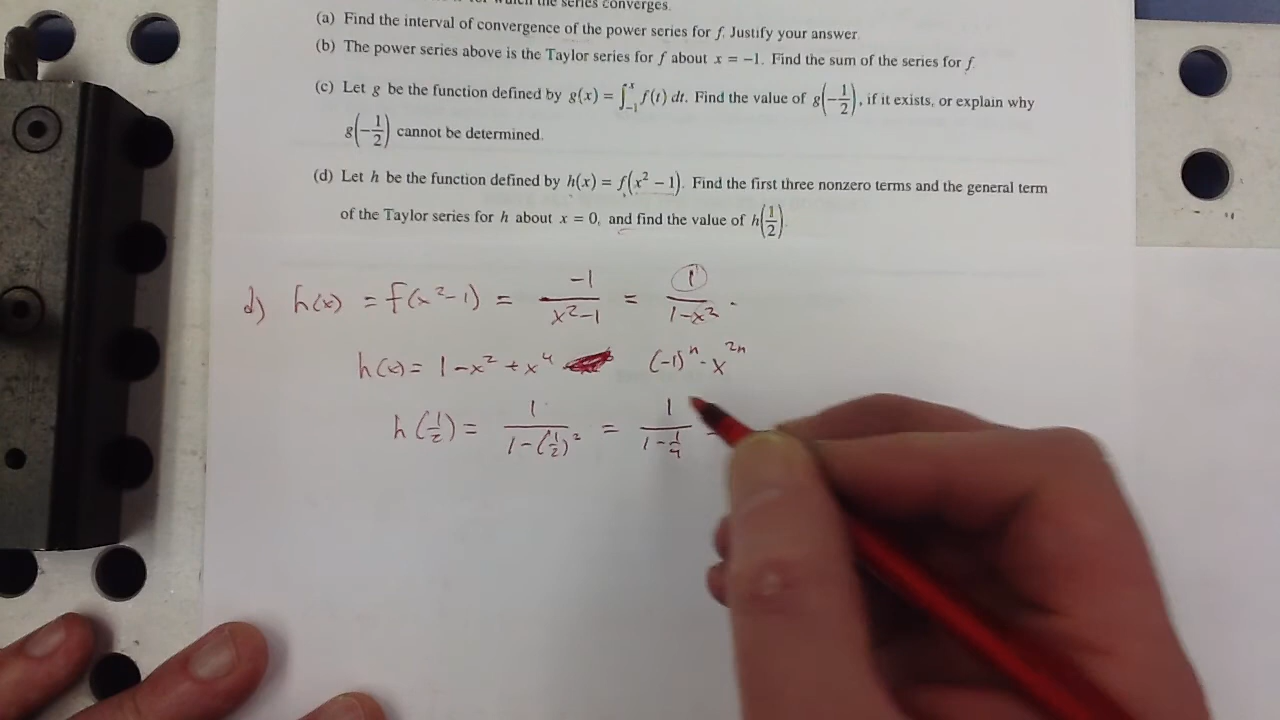 which the series converges.
(a) Find the interval of convergence of the power series for f. Justify your answer.
(b) The power series above is the Taylor series for f about x = −1. Find the sum of the series for f.
(c) Let g be the function defined by g(x) = ∫_{−1}^{x} f(t) dt. Find the value of g(−1/2), if it exists, or explain why
g(−1/2) cannot be determined.
(d) Let h be the function defined by h(x) = f(x² − 1). Find the first three nonzero terms and the general term
of the Taylor series for h about x = 0, and find the value of h(1/2).
d) h(x) = f(x²-1) = -1/(x²-1) = 1/(1-x²).
h(x) = 1 - x² + x⁴ (-1)ⁿ - x²ⁿ
h(1/2) = 1/(1-(1/2)²) = 1/(1-1/4)